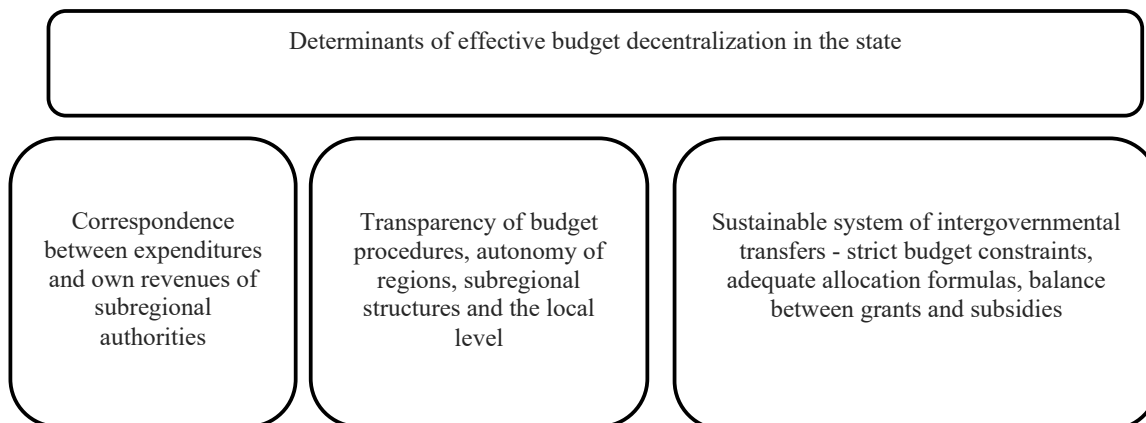 Determinants of effective budget decentralization in the state
Correspondence
between expenditures
and own revenues of
subregional
authorities
Transparency of budget
procedures, autonomy of
regions, subregional
structures and the local
level
Sustainable system of intergovernmental
transfers - strict budget constraints,
adequate allocation formulas, balance
between grants and subsidies